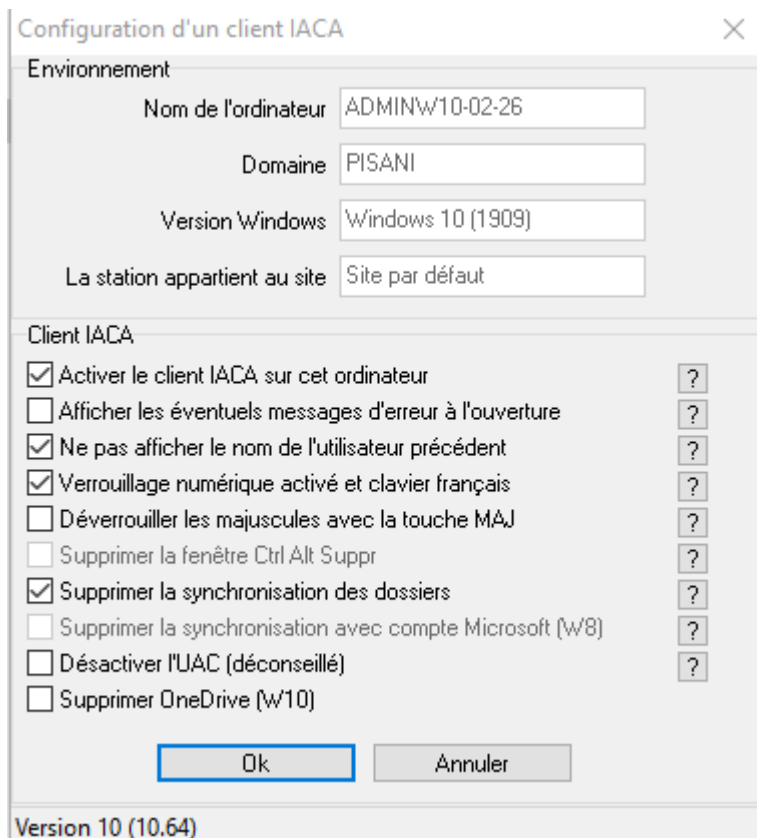 Configuration d'un client IACA
Environnement
Nom de l'ordinateur ADMINW10-02-26
Domaine PISANI
Version Windows Windows 10 (1909)
La station appartient au site Site par défaut
Client IACA
Activer le client IACA sur cet ordinateur ?
Afficher les éventuels messages d'erreur à l'ouverture ?
Ne pas afficher le nom de l'utilisateur précédent ?
Verrouillage numérique activé et clavier français ?
Déverrouiller les majuscules avec la touche MAJ ?
Supprimer la fenêtre Ctrl Alt Suppr ?
Supprimer la synchronisation des dossiers ?
Supprimer la synchronisation avec compte Microsoft (W8) ?
Désactiver l'UAC (déconseillé) ?
Supprimer OneDrive (W10)
Ok Annuler
Version 10 (10.64)